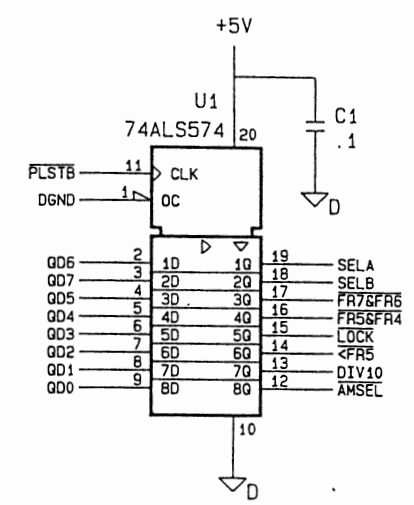 +5V
U1
74ALS574
20
C1
.1
PLSTB 11 CLK
DGND 1 OC
D
QD6 2 1D 1Q 19 SELA
QD7 3 2D 2Q 18 SELB
QD5 4 3D 3Q 17 FR7&FR6
QD4 5 4D 4Q 16 FR5&FR4
QD3 6 5D 5Q 15 LOCK
QD2 7 6D 6Q 14 <FR5
QD1 8 7D 7Q 13 DIV10
QD0 9 8D 8Q 12 AMSEL
10
D